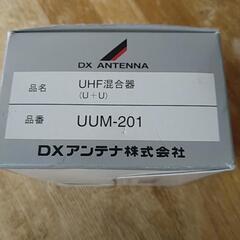 DX ANTENNA
品名
UHF混合器
(U+U)
品番
UUM-201
DXアンテナ株式会社